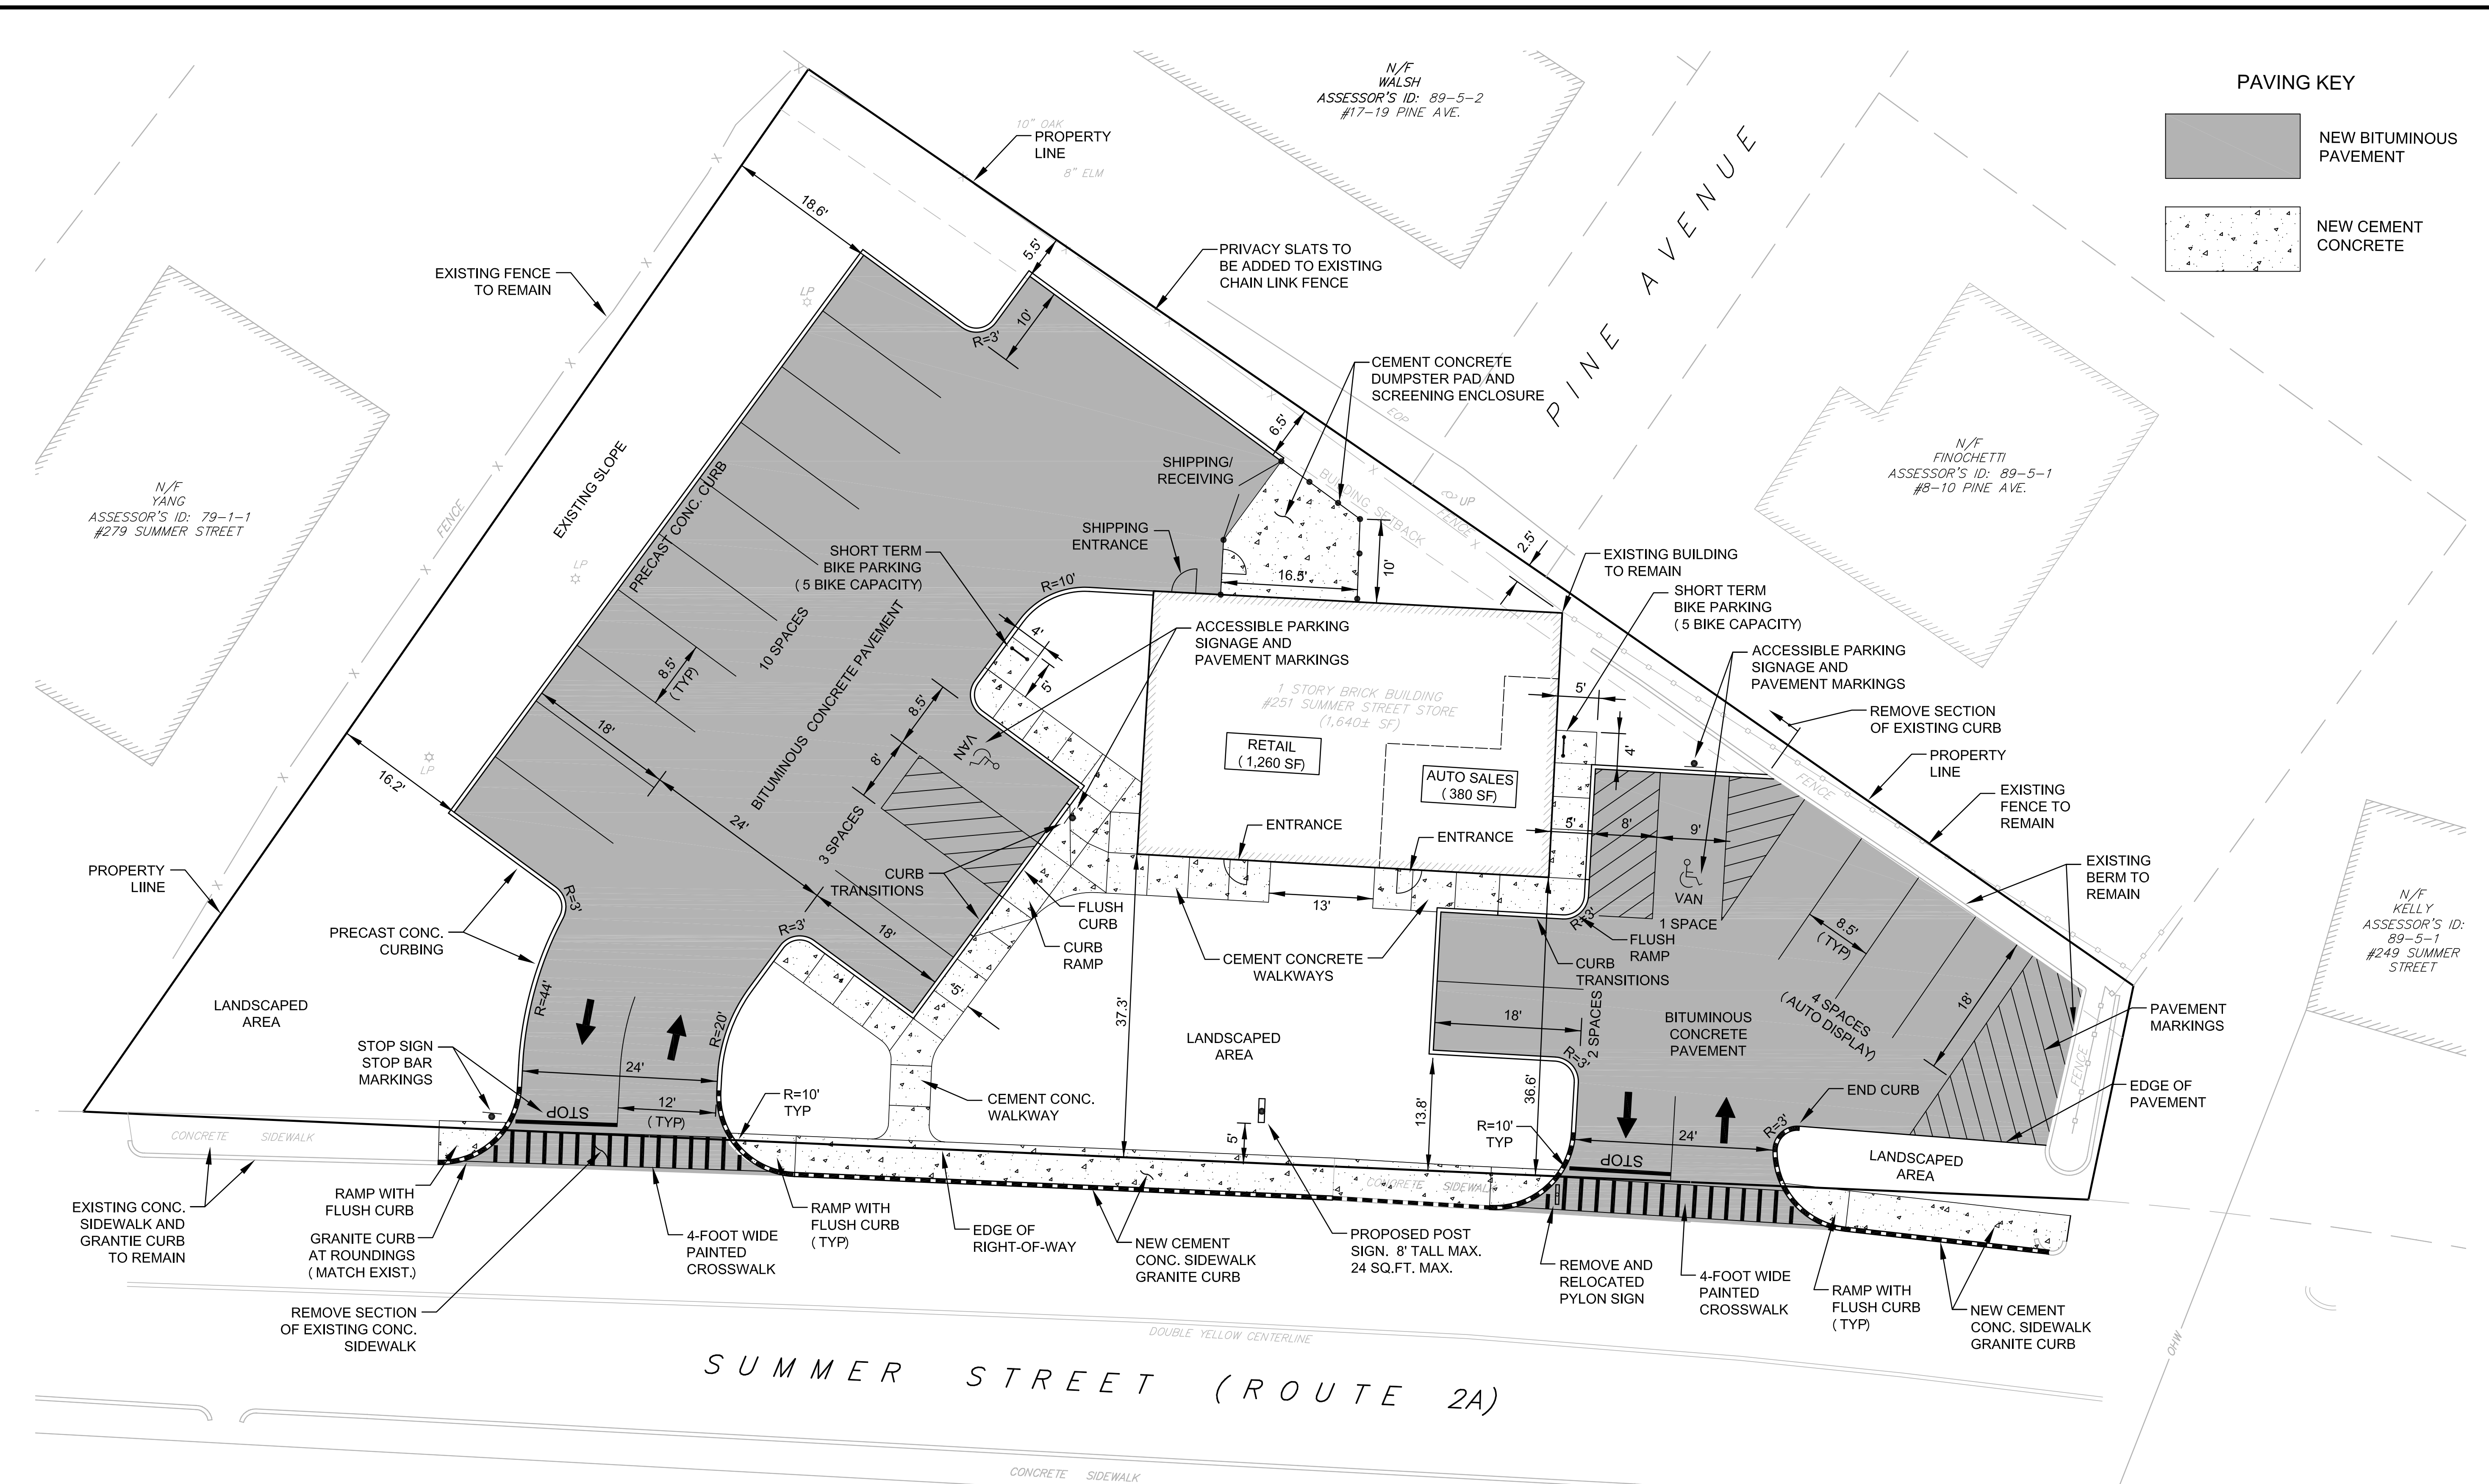 N/F
WALSH
ASSESSOR'S ID: 89-5-2
#17-19 PINE AVE.
PAVING KEY
NEW BITUMINOUS
PAVEMENT
NEW CEMENT
CONCRETE
10" OAK
PROPERTY
LINE
8" ELM
PINE AVENUE
18.6'
5.5'
PRIVACY SLATS TO
BE ADDED TO EXISTING
CHAIN LINK FENCE
EXISTING FENCE
TO REMAIN
LP
10'
R=3'
CEMENT CONCRETE
DUMPSTER PAD AND
SCREENING ENCLOSURE
EOP
6.5'
N/F
FINOCHETTI
ASSESSOR'S ID: 89-5-1
#8-10 PINE AVE.
N/F
YANG
ASSESSOR'S ID: 79-1-1
#279 SUMMER STREET
FENCE
EXISTING SLOPE
PRECAST CONC. CURB
SHIPPING/
RECEIVING
BUILDING SETBACK
UP
FENCE
SHIPPING
ENTRANCE
2.5'
SHORT TERM
BIKE PARKING
(5 BIKE CAPACITY)
EXISTING BUILDING
TO REMAIN
LP
R=10'
16.5'
10'
SHORT TERM
BIKE PARKING
(5 BIKE CAPACITY)
4'
5'
ACCESSIBLE PARKING
SIGNAGE AND
PAVEMENT MARKINGS
10 SPACES
BITUMINOUS CONCRETE PAVEMENT
8.5'
(TYP)
ACCESSIBLE PARKING
SIGNAGE AND
PAVEMENT MARKINGS
1 STORY BRICK BUILDING
#251 SUMMER STREET STORE
(1,640± SF)
5'
REMOVE SECTION
OF EXISTING CURB
8.5'
VAN
18'
8'
RETAIL
(1,260 SF)
4'
PROPERTY
LINE
LP
16.2'
AUTO SALES
(380 SF)
FENCE
EXISTING
FENCE TO
REMAIN
24'
3 SPACES
ENTRANCE
ENTRANCE
5'
8'
9'
PROPERTY
LIINE
CURB
TRANSITIONS
EXISTING
BERM TO
REMAIN
R=3'
VAN
N/F
KELLY
ASSESSOR'S ID:
89-5-1
#249 SUMMER
STREET
FLUSH
CURB
13'
1 SPACE
R=3'
R=3'
8.5'
(TYP)
PRECAST CONC.
CURBING
18'
CURB
RAMP
CEMENT CONCRETE
WALKWAYS
FLUSH
RAMP
CURB
TRANSITIONS
LANDSCAPED
AREA
R=44'
5'
37.3'
18'
2 SPACES
4 SPACES
(AUTO DISPLAY)
18'
PAVEMENT
MARKINGS
R=20'
LANDSCAPED
AREA
BITUMINOUS
CONCRETE
PAVEMENT
STOP SIGN
STOP BAR
MARKINGS
24'
R=3'
FENCE
12'
(TYP)
R=10'
TYP
CEMENT CONC.
WALKWAY
13.8'
36.6'
END CURB
EDGE OF
PAVEMENT
STOP
5'
R=10'
TYP
24'
R=3'
STOP
LANDSCAPED
AREA
CONCRETE SIDEWALK
CONCRETE SIDEWALK
EXISTING CONC.
SIDEWALK AND
GRANTIE CURB
TO REMAIN
RAMP WITH
FLUSH CURB
GRANITE CURB
AT ROUNDINGS
(MATCH EXIST.)
REMOVE SECTION
OF EXISTING CONC.
SIDEWALK
4-FOOT WIDE
PAINTED
CROSSWALK
RAMP WITH
FLUSH CURB
(TYP)
EDGE OF
RIGHT-OF-WAY
NEW CEMENT
CONC. SIDEWALK
GRANITE CURB
PROPOSED POST
SIGN. 8' TALL MAX.
24 SQ.FT. MAX.
REMOVE AND
RELOCATED
PYLON SIGN
4-FOOT WIDE
PAINTED
CROSSWALK
RAMP WITH
FLUSH CURB
(TYP)
NEW CEMENT
CONC. SIDEWALK
GRANITE CURB
DOUBLE YELLOW CENTERLINE
OHW
SUMMER STREET (ROUTE 2A)
CONCRETE SIDEWALK